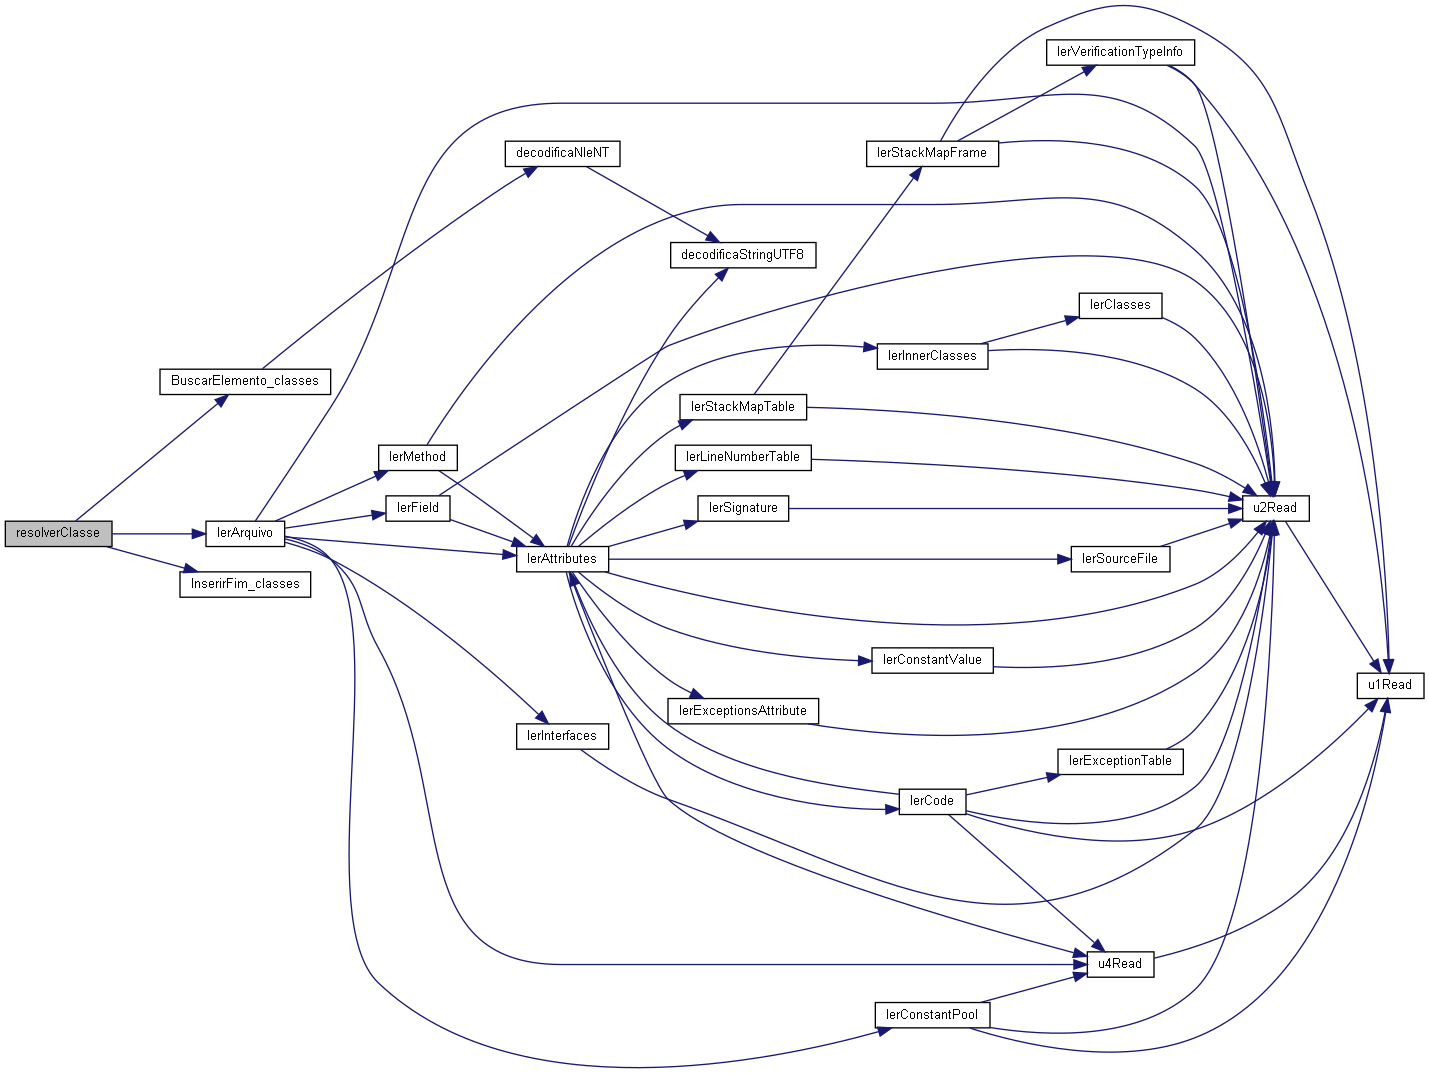 lerVerificationTypeInfo
decodificaNIeNT
lerStackMapFrame
decodificaStringUTF8
lerClasses
lerInnerClasses
BuscarElemento_classes
lerStackMapTable
lerMethod
lerLineNumberTable
lerField
lerSignature
u2Read
resolverClasse
lerArquivo
lerAttributes
lerSourceFile
InserirFim_classes
lerConstantValue
u1Read
lerExceptionsAttribute
lerInterfaces
lerExceptionTable
lerCode
u4Read
lerConstantPool